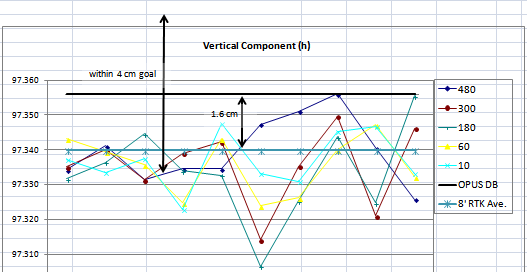 Vertical Component (h)
within 4 cm goal
97.360
97.350
1.6 cm
97.340
97.330
97.320
97.310
480
300
180
60
10
OPUS DB
8' RTK Ave.